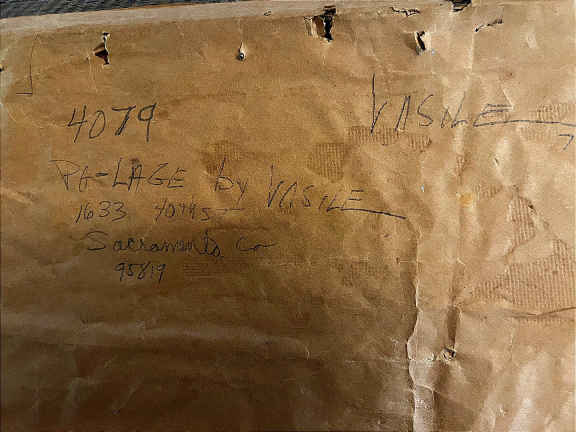 4079
VASILE
PA-LAGE by VASILE
1633 40th St
Sacramento Ca
95819